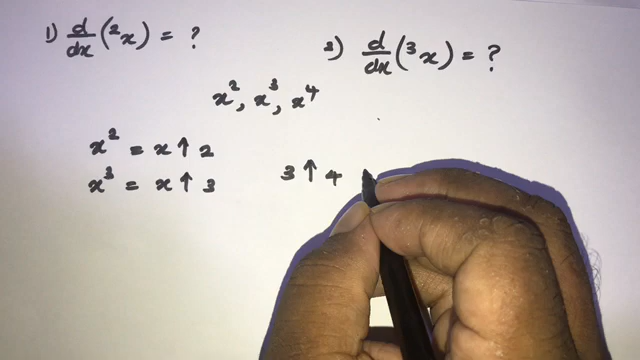 1) d/dx (²x) = ?
2) d/dx (³x) = ?
x², x³, x⁴
x² = x ↑ 2
x³ = x ↑ 3
3 ↑ 4